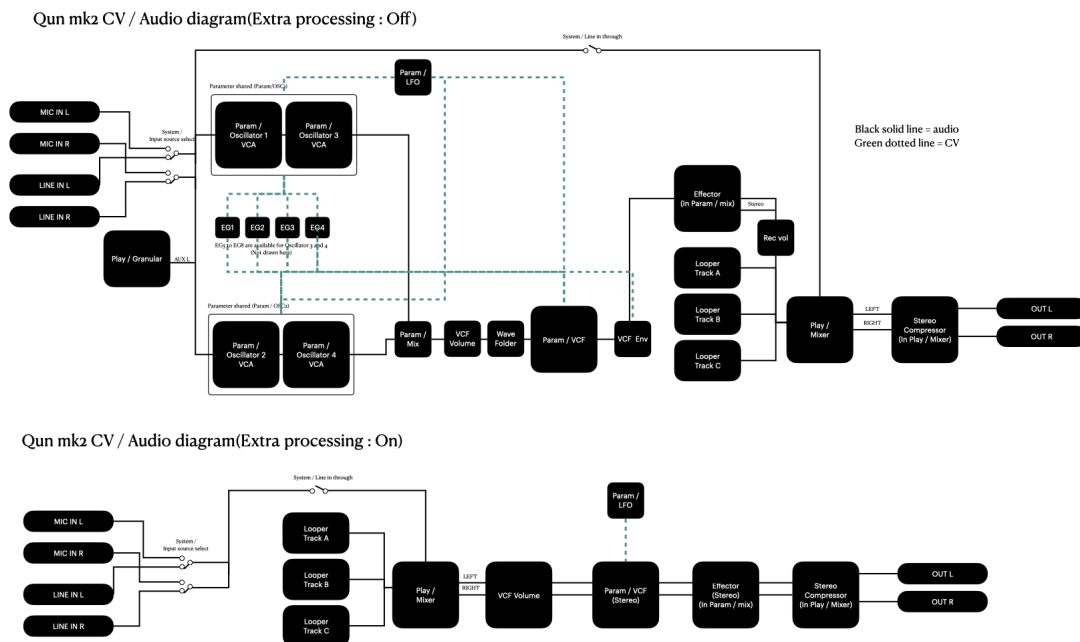 Qun mk2 CV / Audio diagram(Extra processing : Off)
System / Line in through
Param /
LFO
Parameter shared (Param/OSC1)
MIC IN L
MIC IN R
LINE IN L
LINE IN R
System /
Input source select
Param /
Oscillator 1
VCA
Param /
Oscillator 3
VCA
Black solid line = audio
Green dotted line = CV
Effector
(In Param / mix)
Stereo
Rec vol
EG1
EG2
EG3
EG4
EG5 to EG8 are available for Oscillator 3 and 4
(Not drawn here)
Play / Granular
AUX L
Looper
Track A
Looper
Track B
Looper
Track C
Parameter shared (Param / OSC2)
Param /
Oscillator 2
VCA
Param /
Oscillator 4
VCA
Param /
Mix
VCF
Volume
Wave
Folder
Param / VCF
VCF Env
Play /
Mixer
LEFT
RIGHT
Stereo
Compressor
(In Play / Mixer)
OUT L
OUT R
Qun mk2 CV / Audio diagram(Extra processing : On)
System / Line in through
Param /
LFO
MIC IN L
MIC IN R
LINE IN L
LINE IN R
System /
Input source select
Looper
Track A
Looper
Track B
Looper
Track C
Play /
Mixer
LEFT
RIGHT
VCF Volume
Param / VCF
(Stereo)
Effector
(Stereo)
(In Param / mix)
Stereo
Compressor
(In Play / Mixer)
OUT L
OUT R